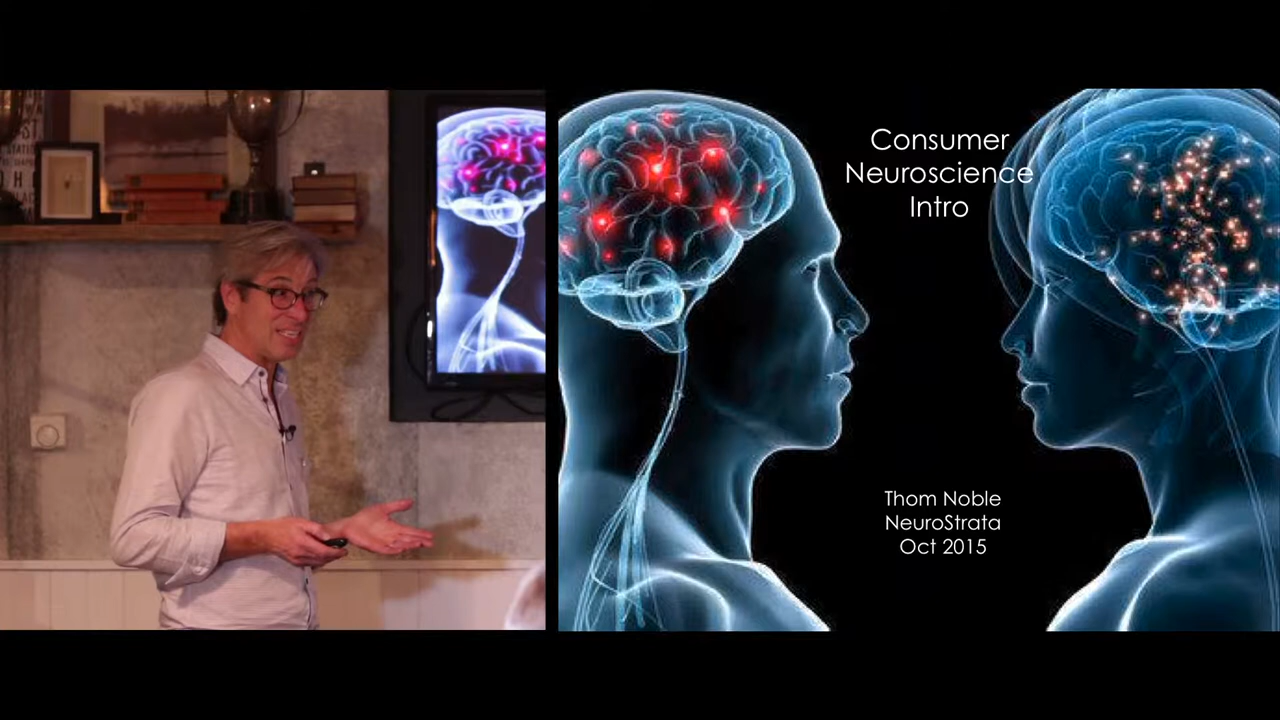 Consumer
Neuroscience
Intro
Thom Noble
NeuroStrata
Oct 2015